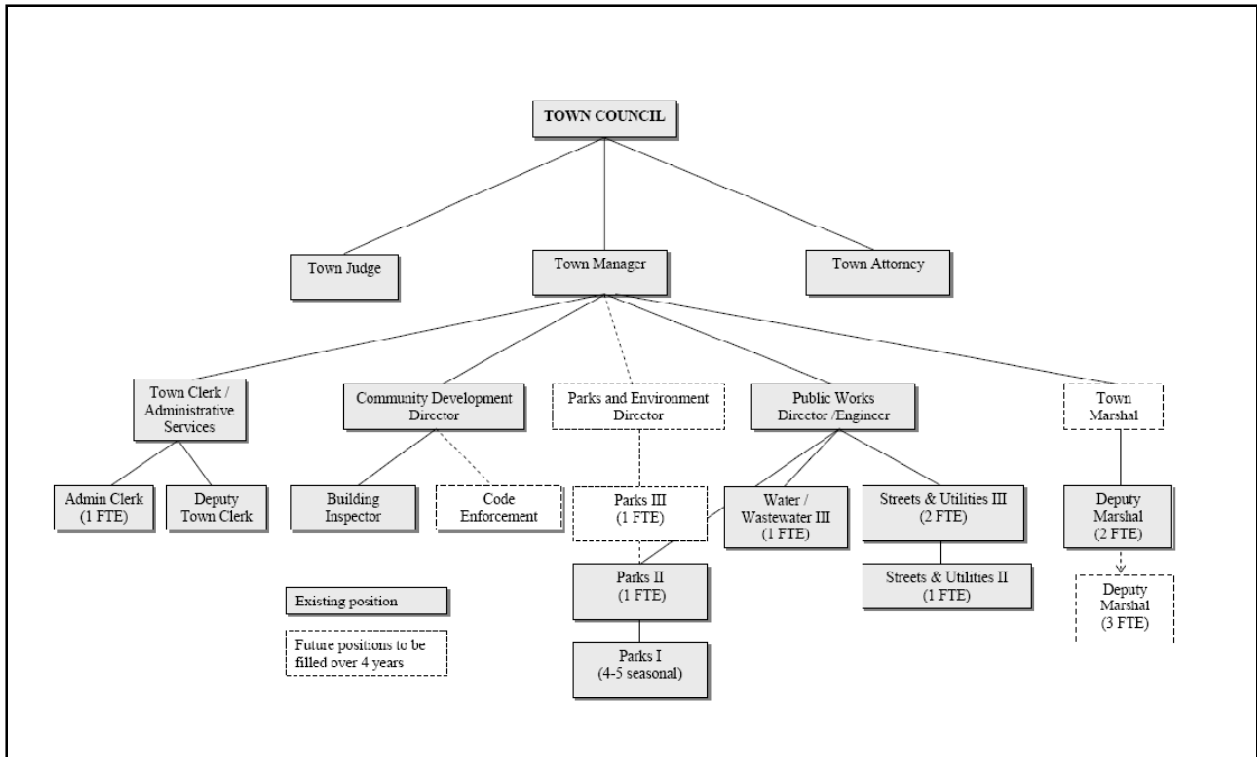 TOWN COUNCIL
Town Judge
Town Manager
Town Attorney
Town Clerk /
Administrative
Services
Community Development
Director
Parks and Environment
Director
Public Works
Director /Engineer
Town
Marshal
Admin Clerk
(1 FTE)
Deputy
Town Clerk
Building
Inspector
Code
Enforcement
Parks III
(1 FTE)
Water /
Wastewater III
(1 FTE)
Streets & Utilities III
(2 FTE)
Deputy
Marshal
(2 FTE)
Parks II
(1 FTE)
Streets & Utilities II
(1 FTE)
Deputy
Marshal
(3 FTE)
Existing position
Future positions to be
filled over 4 years
Parks I
(4-5 seasonal)